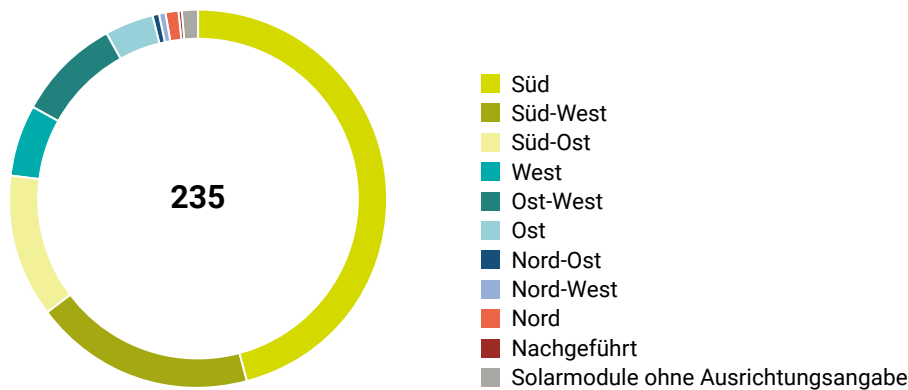 235
Süd
Süd-West
Süd-Ost
West
Ost-West
Ost
Nord-Ost
Nord-West
Nord
Nachgeführt
Solarmodule ohne Ausrichtungsangabe